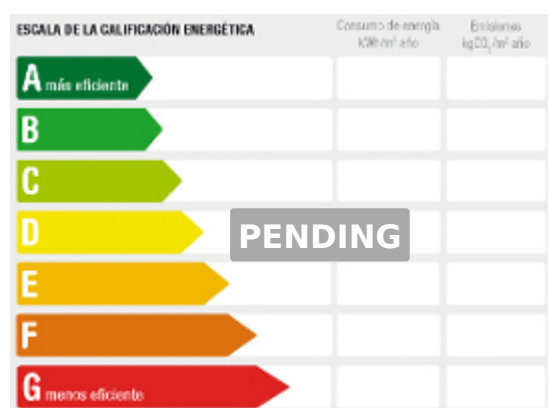 ESCALA DE LA CALIFICACIÓN ENERGÉTICA
Consumo de energía
kWh/m² año
Emisiones
kgCO₂/m² año
A más eficiente
B
C
D
PENDING
E
F
G menos eficiente